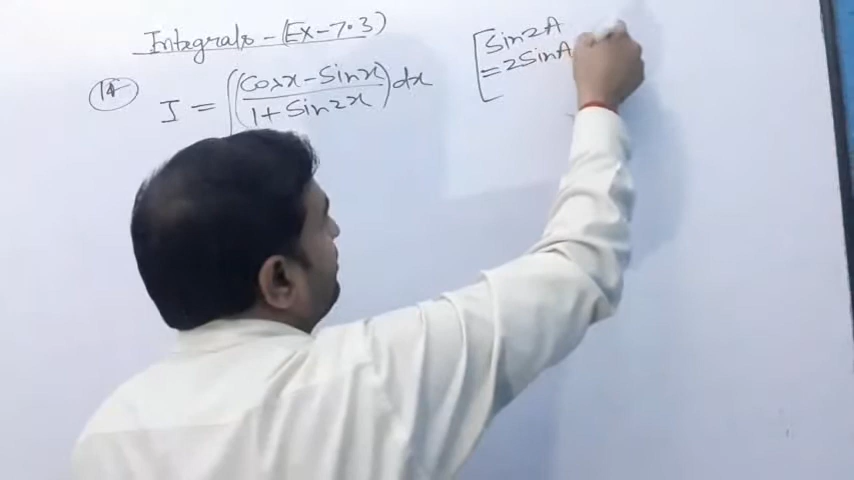 Integrals - (Ex-7.3)
14 I = ∫(Cosx - Sinx / 1 + Sin2x) dx
[Sin2A
= 2SinA